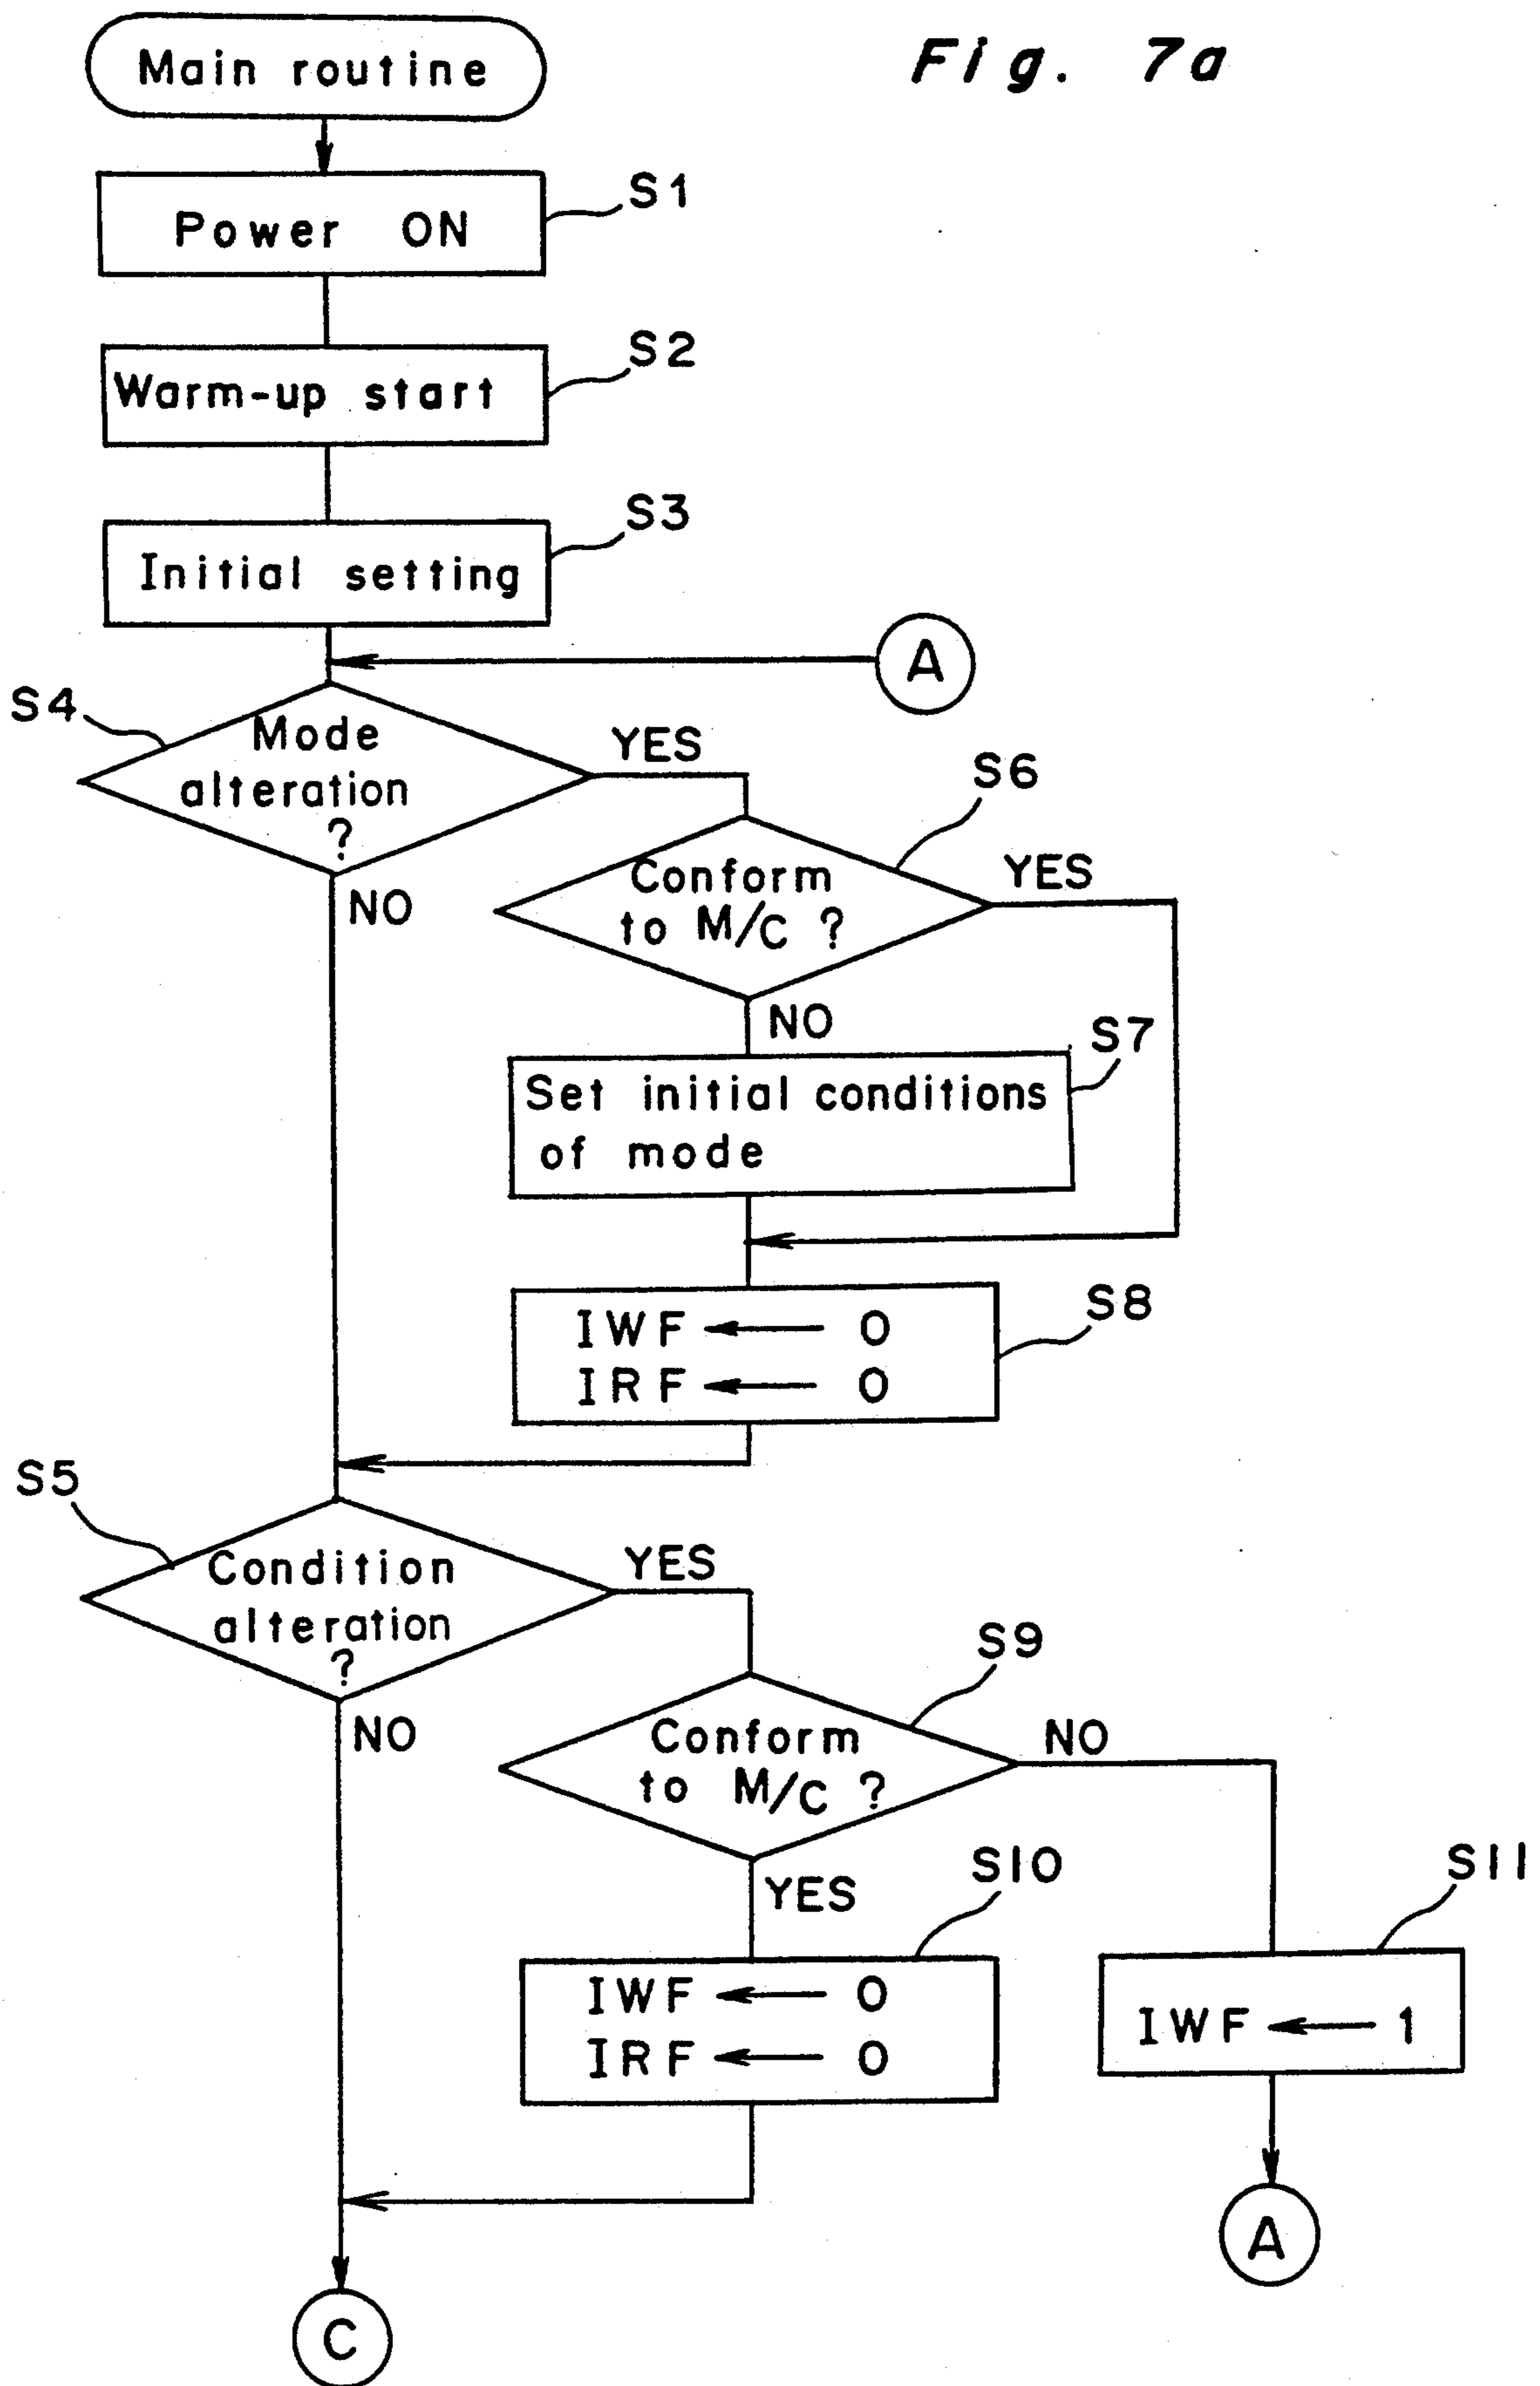 Fig. 7a
Main routine
S1
Power ON
S2
Warm-up start
S3
Initial setting
A
S4
Mode
alteration
?
YES
NO
S6
Conform
to M/C ?
YES
NO
S7
Set initial conditions
of mode
S8
IWF ← 0
IRF ← 0
S5
Condition
alteration
?
YES
NO
S9
Conform
to M/C ?
NO
YES
S10
IWF ← 0
IRF ← 0
S11
IWF ← 1
A
C